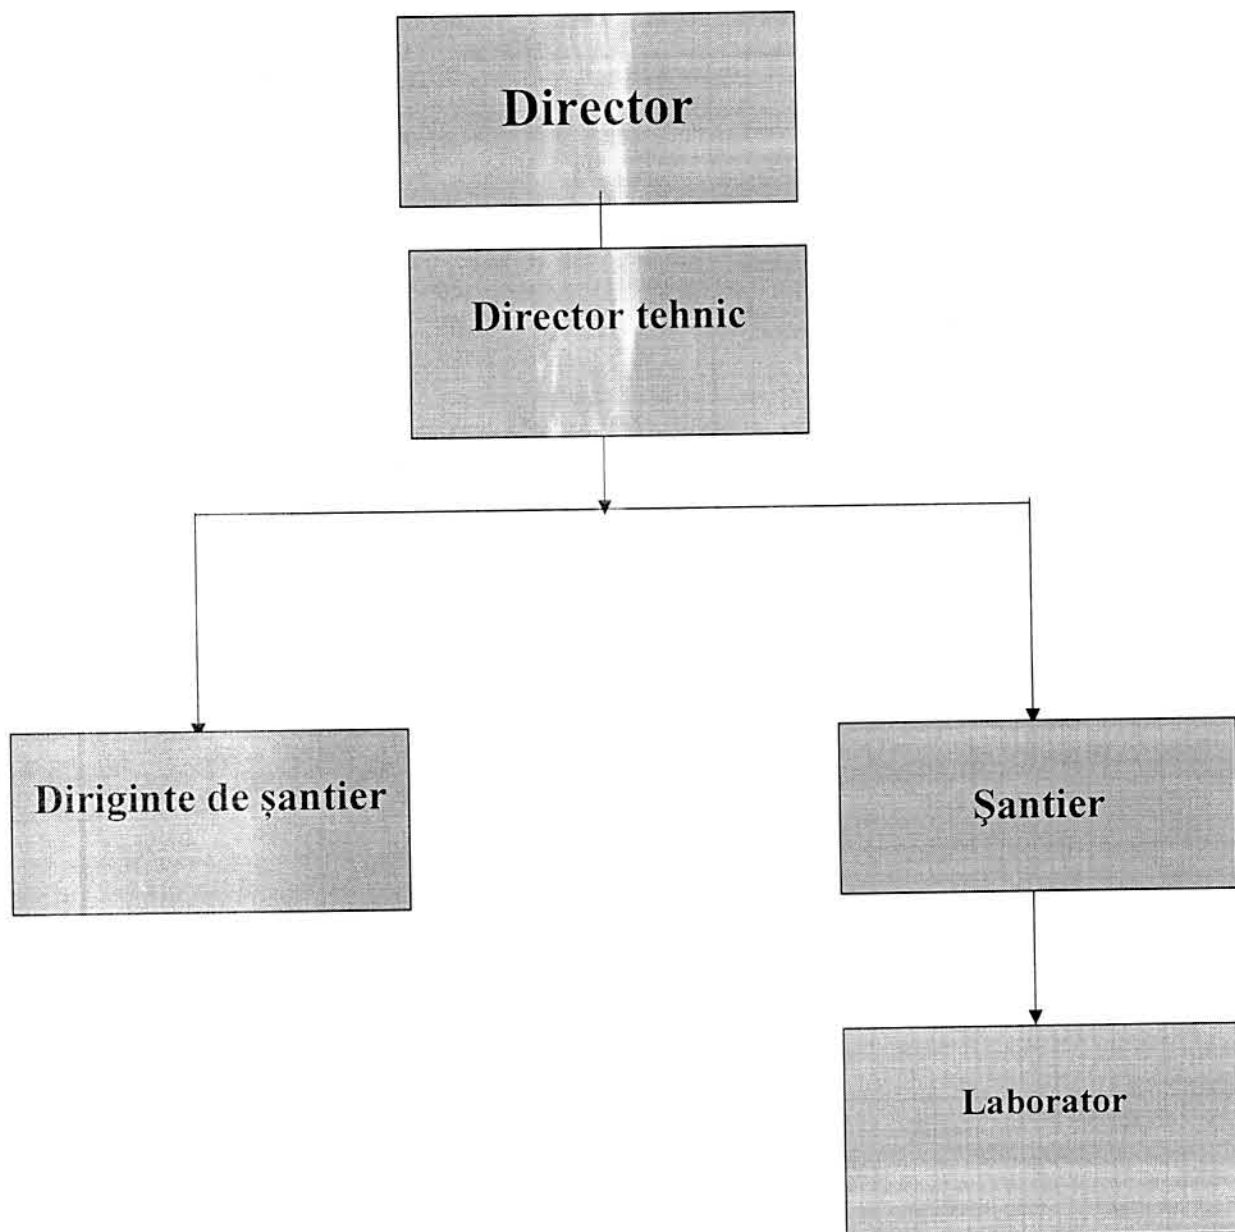 Director
Director tehnic
Diriginte de șantier
Şantier
Laborator